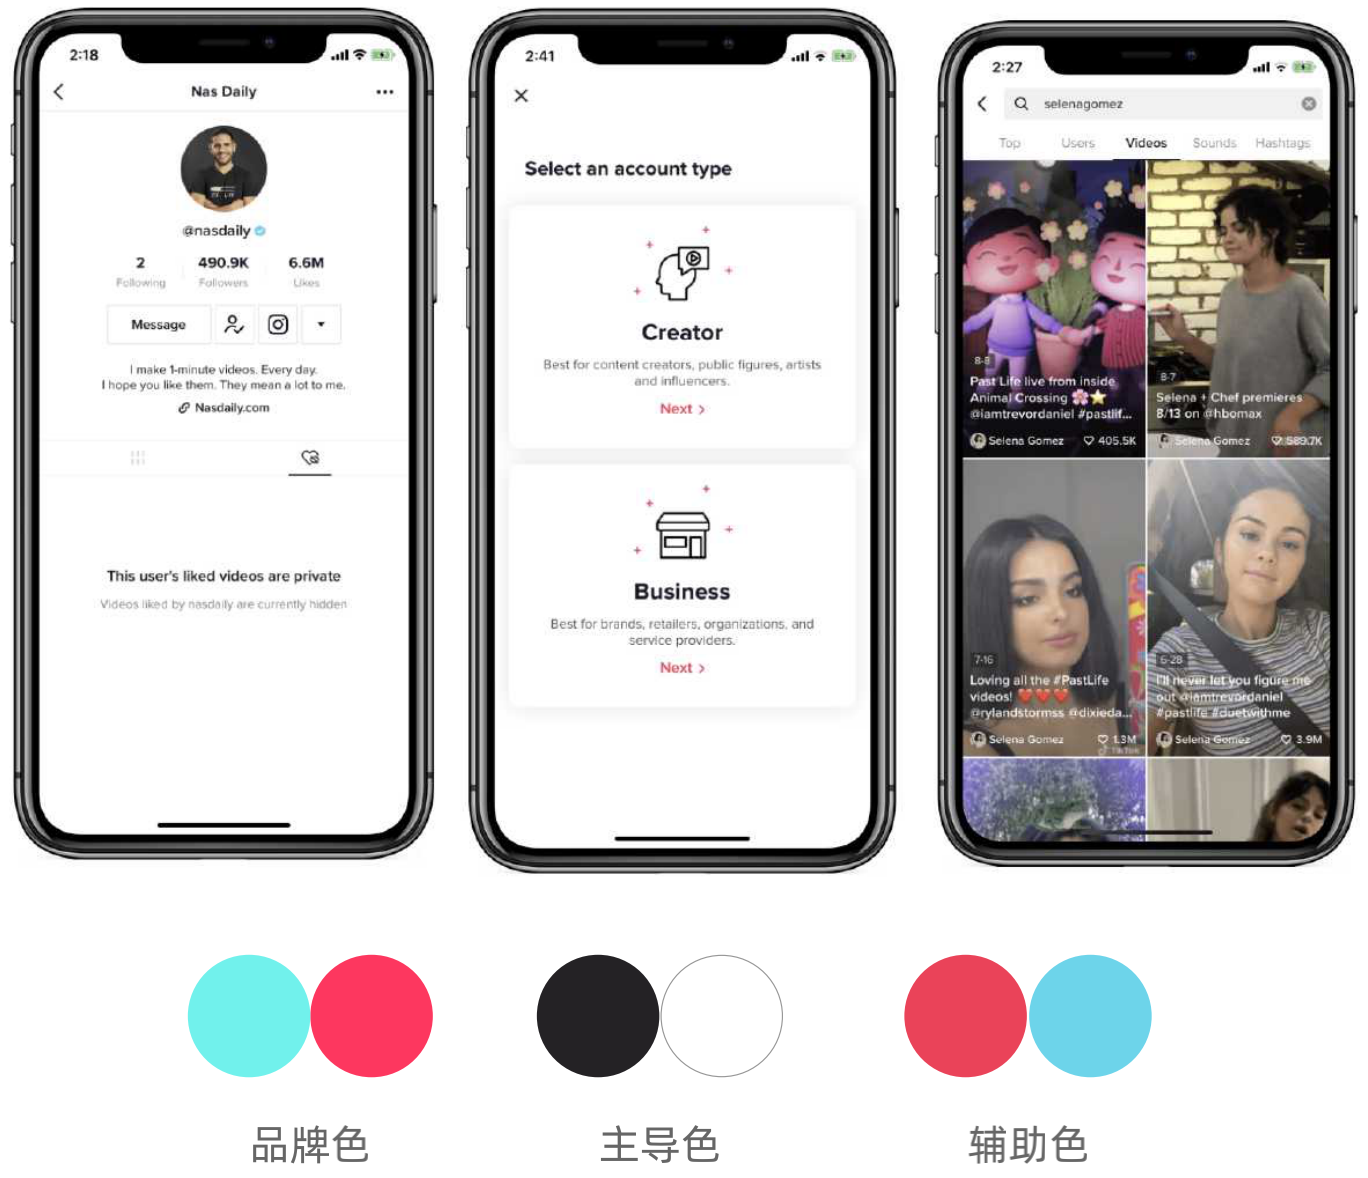 2:18
Nas Daily
@nasdaily
2
490.9K
6.6M
Following
Followers
Likes
Message
I make 1-minute videos. Every day.
I hope you like them. They mean a lot to me.
Nasdaily.com
This user's liked videos are private
Videos liked by nasdaily are currently hidden
2:41
Select an account type
Creator
Best for content creators, public figures, artists
and influencers.
Next >
Business
Best for brands, retailers, organizations, and
service providers.
Next >
2:27
selenagomez
Top
Users
Videos
Sounds
Hashtags
8-8
Past Life live from inside
Animal Crossing 🌸⭐
@iamtrevordaniel #pastlif...
Selena Gomez
405.5K
8-7
Selena + Chef premieres
8/13 on @hbomax
Selena Gomez
589.7K
7-16
Loving all the #PastLife
videos! ❤️❤️❤️
@rylandstormss @dixieda...
Selena Gomez
1.3M
TikTok
5-28
I'll never let you figure me
out @iamtrevordaniel
#pastlife #duetwithme
Selena Gomez
3.9M
品牌色
主导色
辅助色